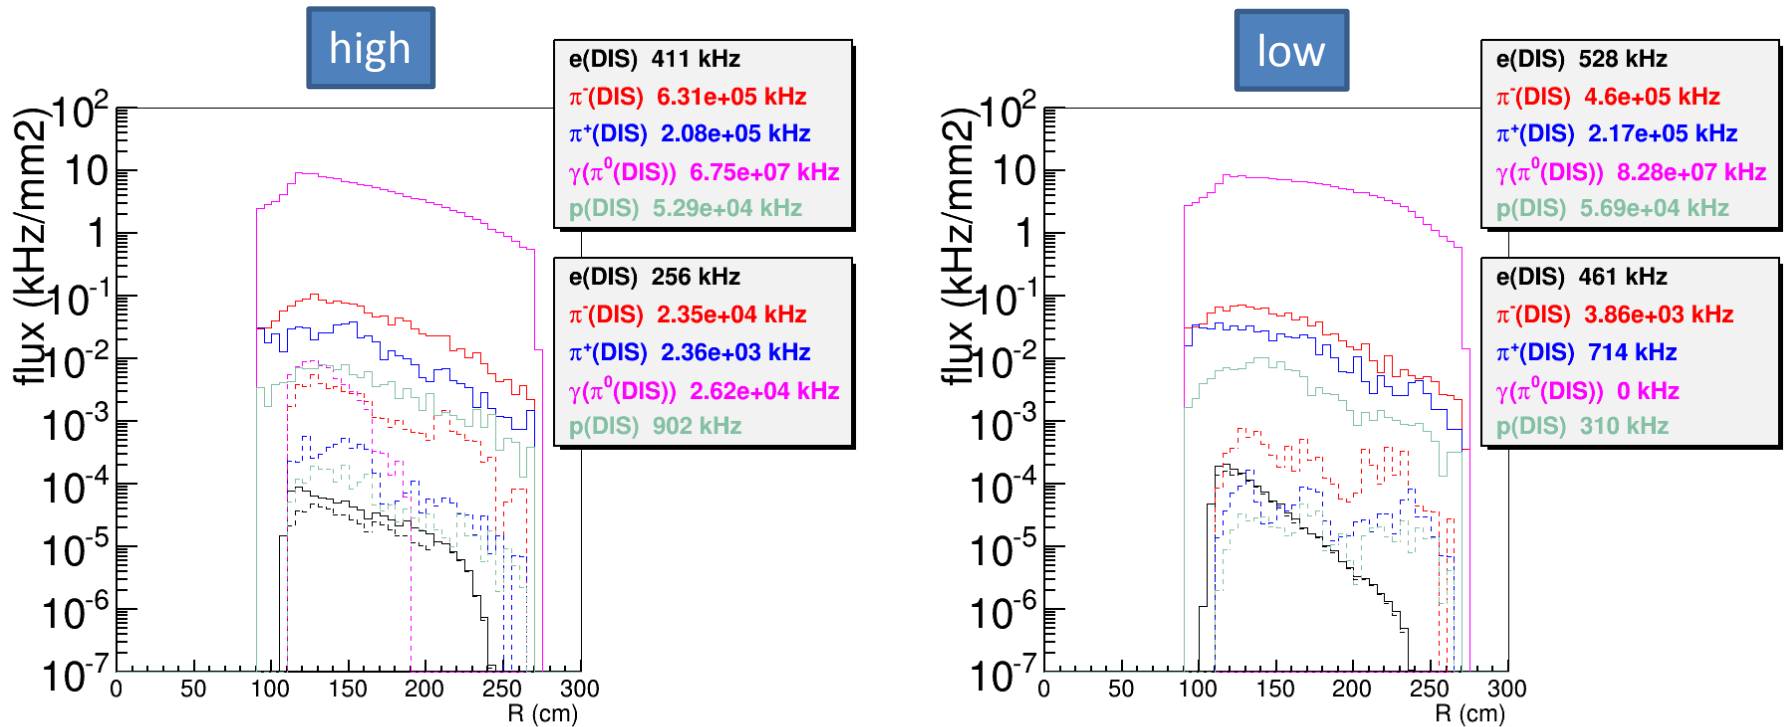 high
e(DIS) 411 kHz
π⁻(DIS) 6.31e+05 kHz
π⁺(DIS) 2.08e+05 kHz
γ(π⁰(DIS)) 6.75e+07 kHz
p(DIS) 5.29e+04 kHz
e(DIS) 256 kHz
π⁻(DIS) 2.35e+04 kHz
π⁺(DIS) 2.36e+03 kHz
γ(π⁰(DIS)) 2.62e+04 kHz
p(DIS) 902 kHz
flux (kHz/mm2)
10²
10
1
10⁻¹
10⁻²
10⁻³
10⁻⁴
10⁻⁵
10⁻⁶
10⁻⁷
0 50 100 150 200 250 300
R (cm)
low
e(DIS) 528 kHz
π⁻(DIS) 4.6e+05 kHz
π⁺(DIS) 2.17e+05 kHz
γ(π⁰(DIS)) 8.28e+07 kHz
p(DIS) 5.69e+04 kHz
e(DIS) 461 kHz
π⁻(DIS) 3.86e+03 kHz
π⁺(DIS) 714 kHz
γ(π⁰(DIS)) 0 kHz
p(DIS) 310 kHz
flux (kHz/mm2)
10²
10
1
10⁻¹
10⁻²
10⁻³
10⁻⁴
10⁻⁵
10⁻⁶
10⁻⁷
0 50 100 150 200 250 300
R (cm)